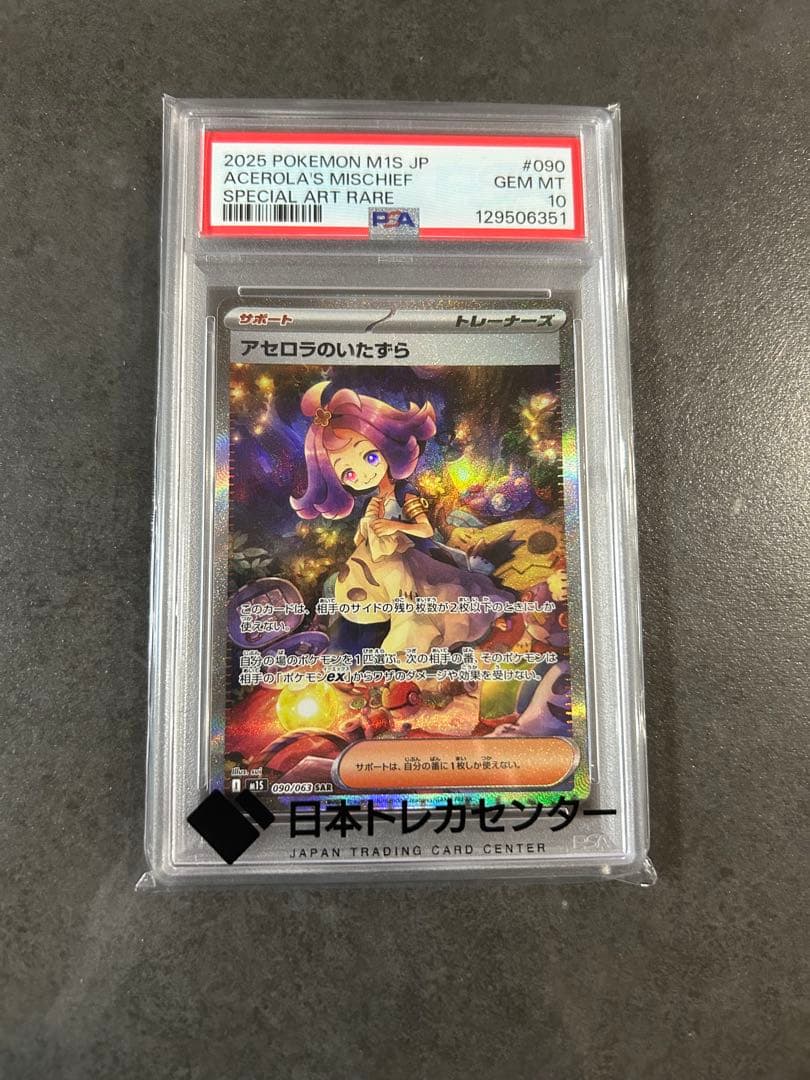 2025 POKEMON M1S JP #090
ACEROLA'S MISCHIEF GEM MT
SPECIAL ART RARE 10
PSA 129506351
サポート トレーナーズ
アセロラのいたずら
このカードは、相手のサイドの残り枚数が2枚以下のときにしか
使えない。
自分の場のポケモンを1匹選ぶ。次の相手の番、そのポケモンは
相手の「ポケモンex」からワザのダメージや効果を受けない。
サポートは、自分の番に1枚しか使えない。
Illus.
I m1S 090/063 SAR
日本トレカセンター
JAPAN TRADING CARD CENTER
PSA